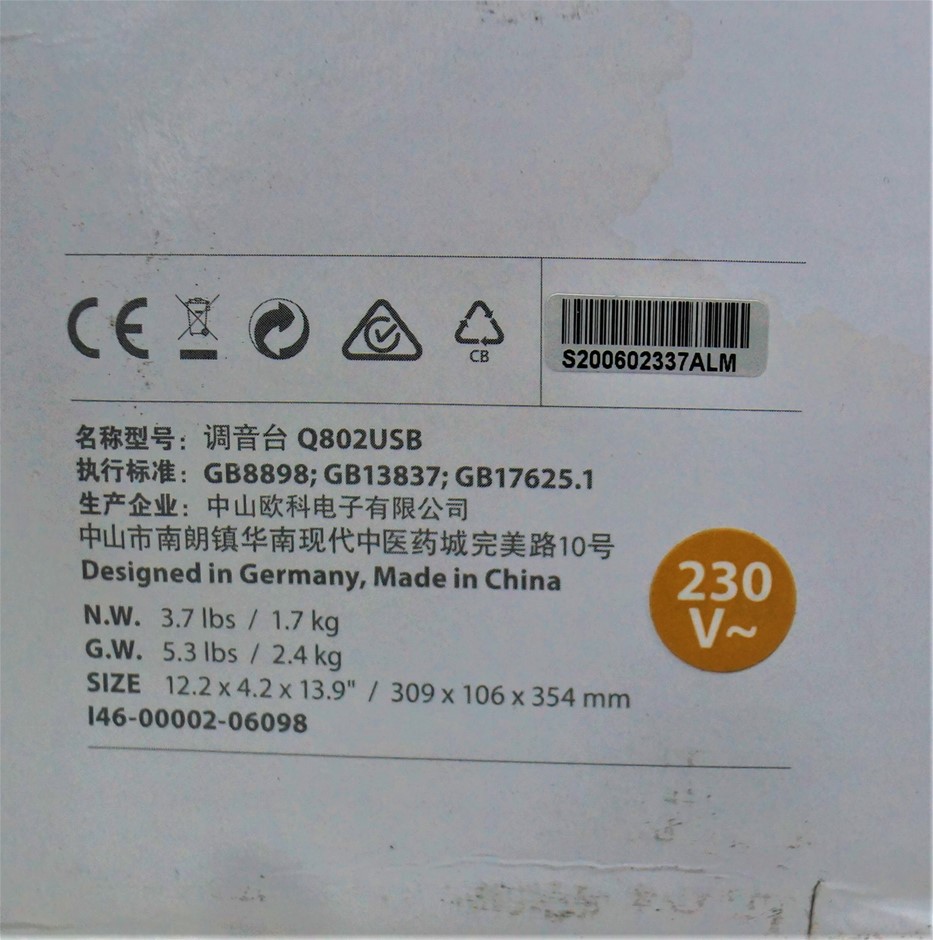 CE
CB
S200602337ALM
名称型号：调音台 Q802USB
执行标准：GB8898; GB13837; GB17625.1
生产企业：中山欧科电子有限公司
中山市南朗镇华南现代中医药城完美路10号
Designed in Germany, Made in China
230
V~
N.W. 3.7 lbs / 1.7 kg
G.W. 5.3 lbs / 2.4 kg
SIZE 12.2 x 4.2 x 13.9" / 309 x 106 x 354 mm
I46-00002-06098